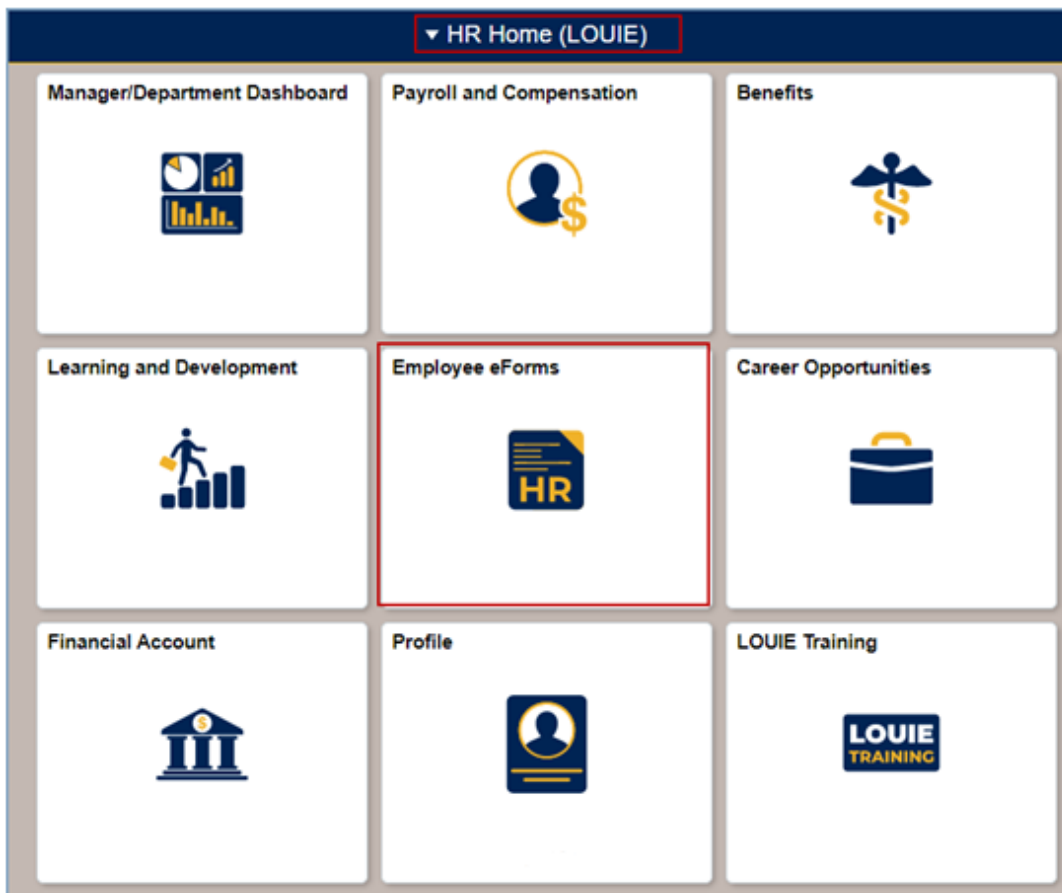 HR Home (LOUIE)
Manager/Department Dashboard
Payroll and Compensation
$
Benefits
Learning and Development
Employee eForms
HR
Career Opportunities
Financial Account
$
Profile
LOUIE Training
LOUIE
TRAINING